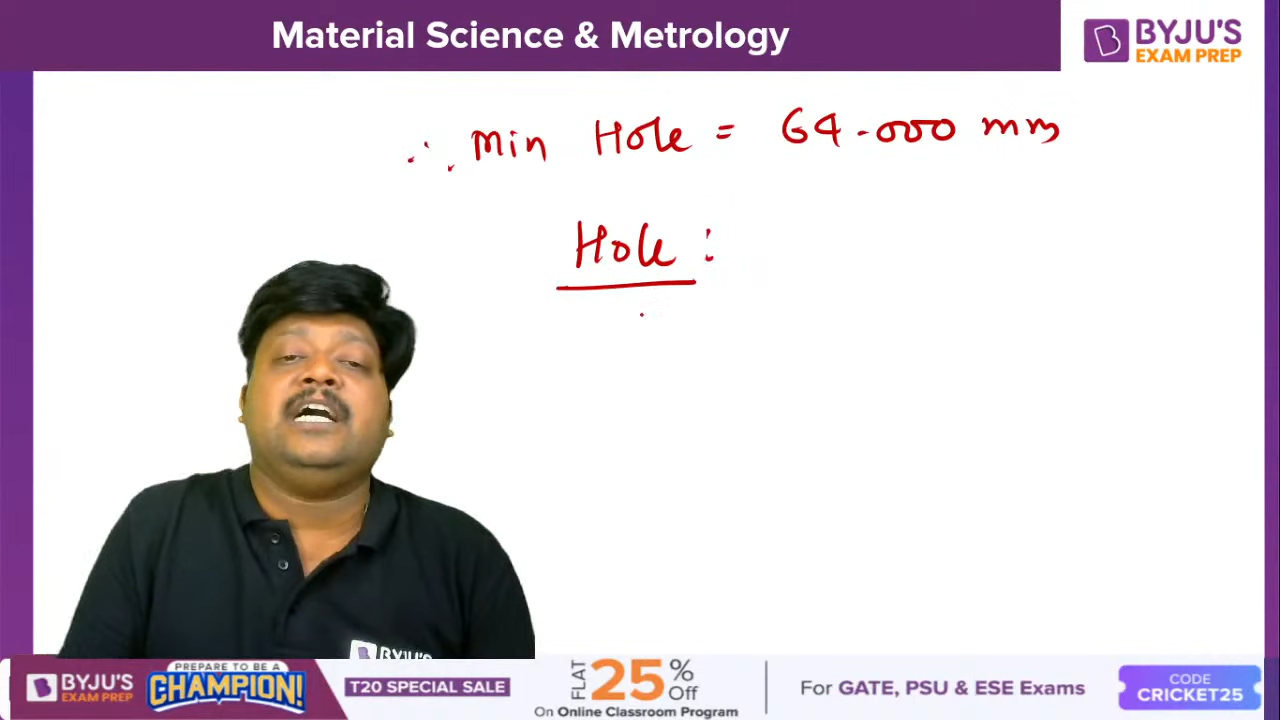 Material Science & Metrology
BYJU'S
EXAM PREP
∴ Min Hole = 64.000 mm
Hole :
BYJU'S
BYJU'S
EXAM PREP
PREPARE TO BE A
CHAMPION!
T20 SPECIAL SALE
FLAT 25% Off
On Online Classroom Program
For GATE, PSU & ESE Exams
CODE
CRICKET25